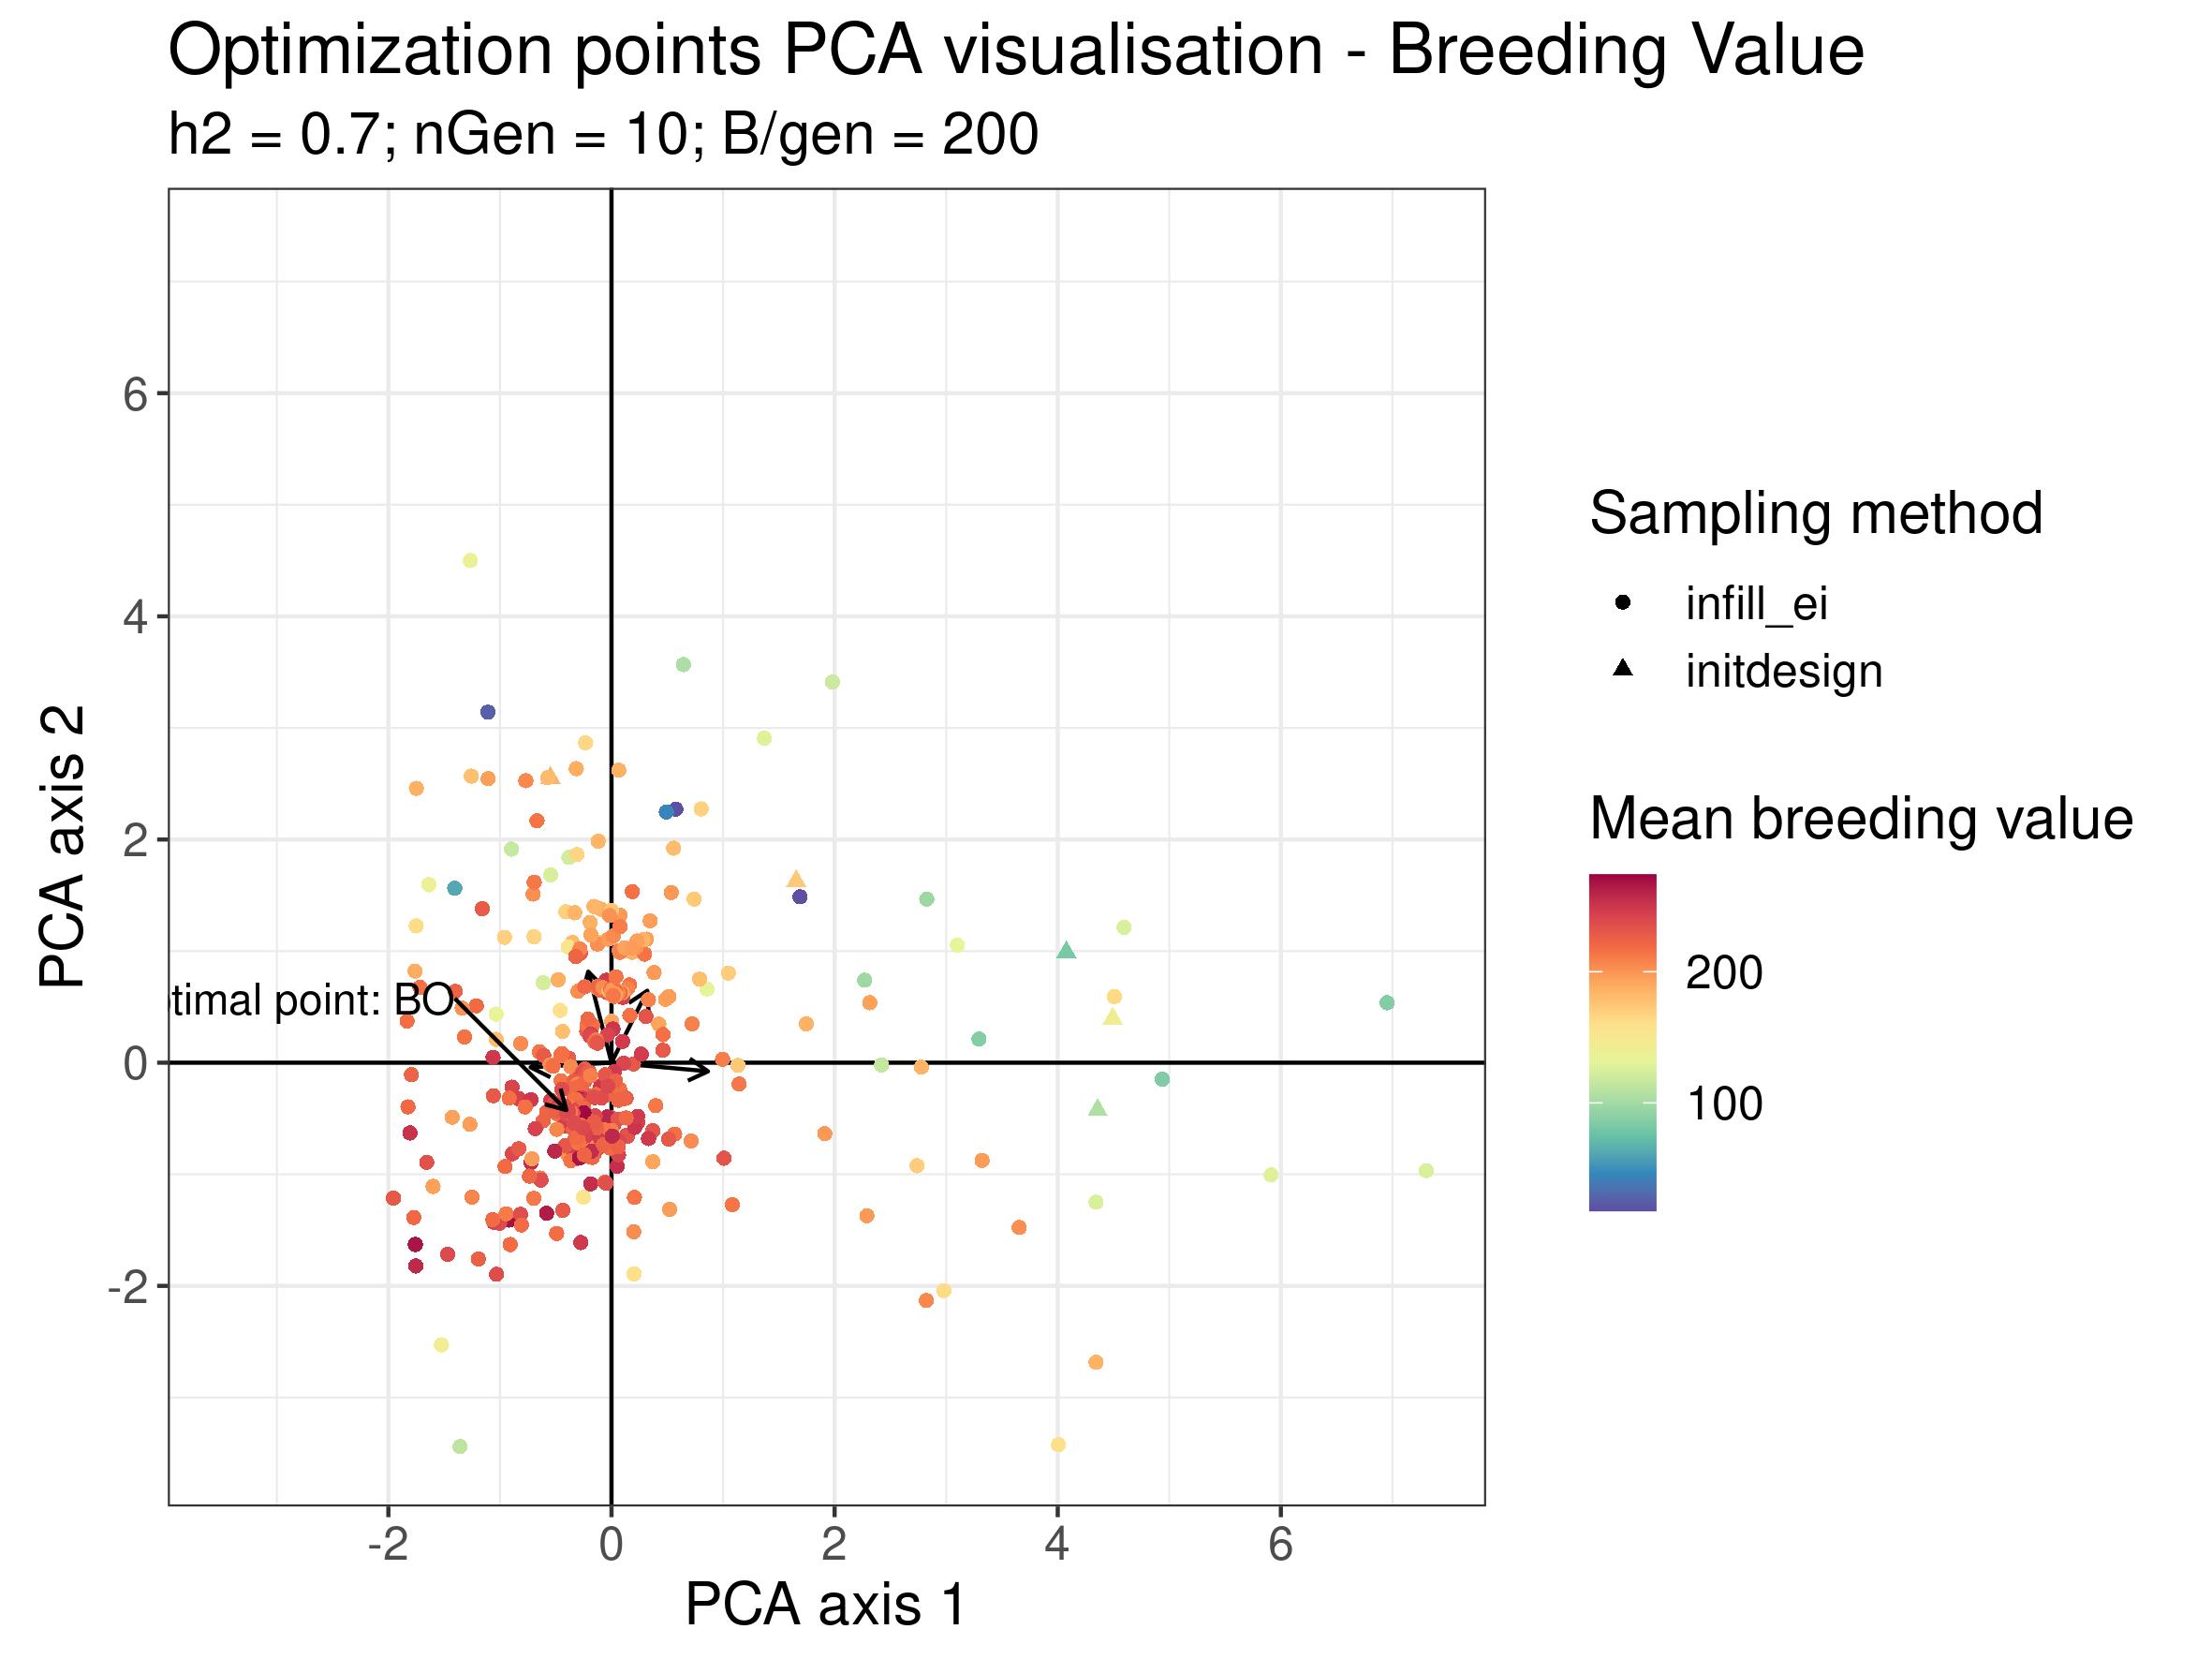 Optimization points PCA visualisation - Breeding Value
h2 = 0.7; nGen = 10; B/gen = 200
PCA axis 2
6
4
2
0
-2
timal point: BO
-2
0
2
4
6
PCA axis 1
Sampling method
infill_ei
initdesign
Mean breeding value
200
100